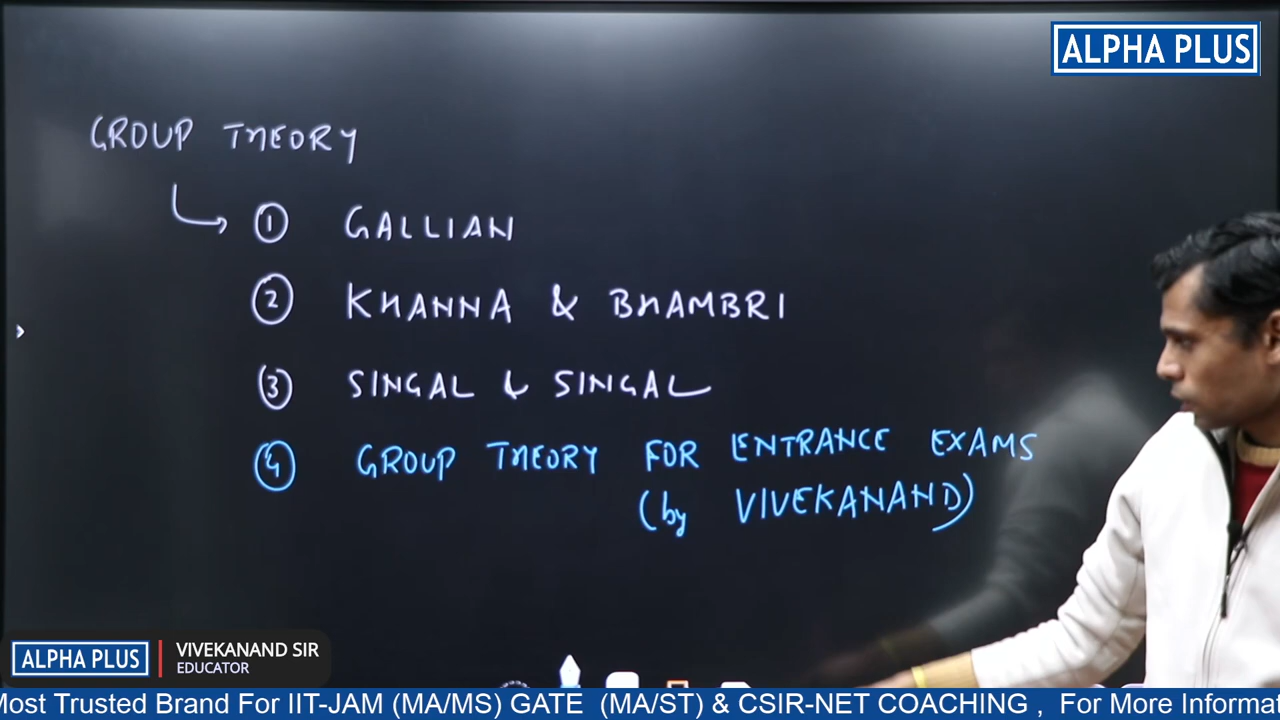 ALPHA PLUS
GROUP THEORY
① GALLIAN
② KHANNA & BHAMBRI
③ SINGAL & SINGAL
④ GROUP THEORY FOR ENTRANCE EXAMS
(by VIVEKANAND)
ALPHA PLUS
VIVEKANAND SIR
EDUCATOR
Most Trusted Brand For IIT-JAM (MA/MS) GATE (MA/ST) & CSIR-NET COACHING , For More Informat